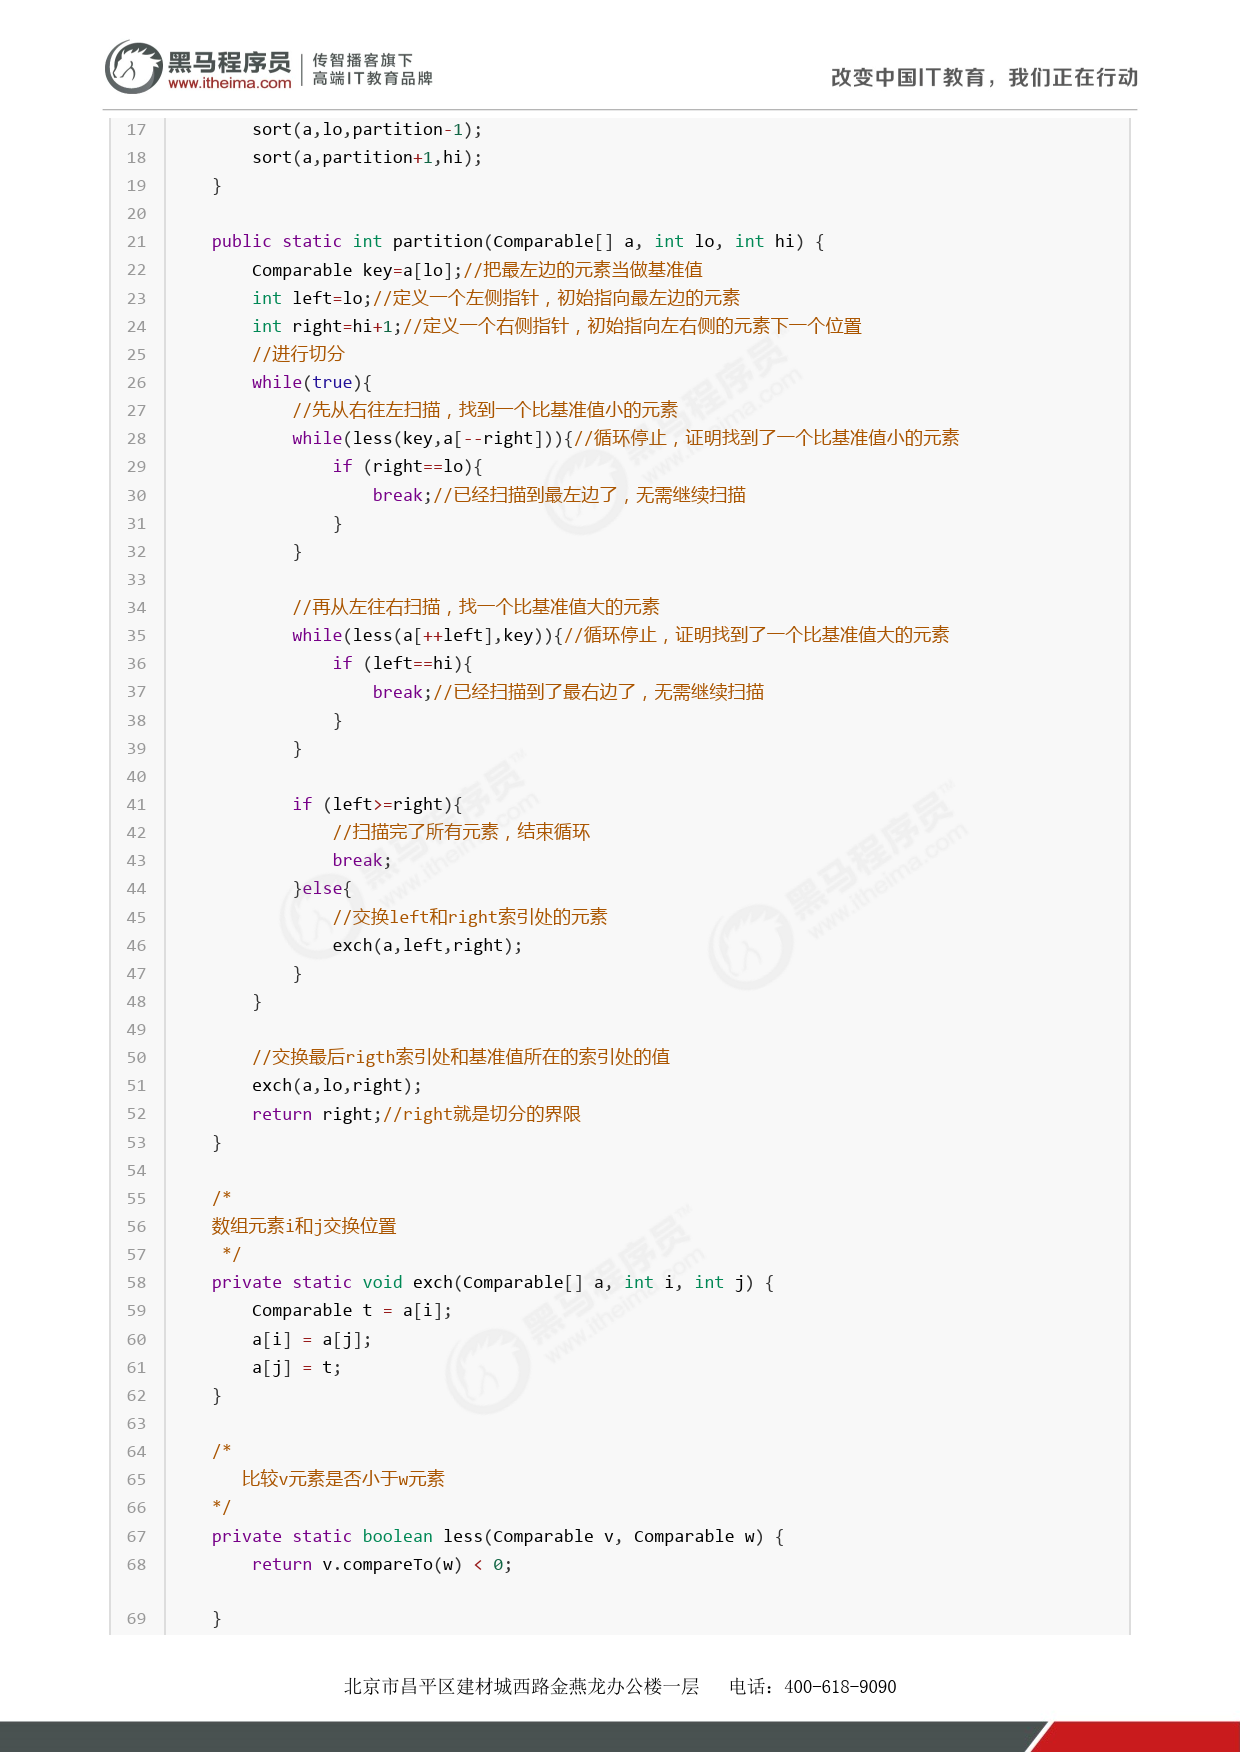 黑马程序员 传智播客旗下
www.itheima.com 高端IT教育品牌
改变中国IT教育，我们正在行动
17 sort(a,lo,partition-1);
18 sort(a,partition+1,hi);
19 }
20
21 public static int partition(Comparable[] a, int lo, int hi) {
22 Comparable key=a[lo];//把最左边的元素当做基准值
23 int left=lo;//定义一个左侧指针，初始指向最左边的元素
24 int right=hi+1;//定义一个右侧指针，初始指向左右侧的元素下一个位置
25 //进行切分
26 while(true){
27 //先从右往左扫描，找到一个比基准值小的元素
28 while(less(key,a[--right])){//循环停止，证明找到了一个比基准值小的元素
29 if (right==lo){
30 break;//已经扫描到最左边了，无需继续扫描
31 }
32 }
33
34 //再从左往右扫描，找一个比基准值大的元素
35 while(less(a[++left],key)){//循环停止，证明找到了一个比基准值大的元素
36 if (left==hi){
37 break;//已经扫描到了最右边了，无需继续扫描
38 }
39 }
40
41 if (left>=right){
42 //扫描完了所有元素，结束循环
43 break;
44 }else{
45 //交换left和right索引处的元素
46 exch(a,left,right);
47 }
48 }
49
50 //交换最后rigth索引处和基准值所在的索引处的值
51 exch(a,lo,right);
52 return right;//right就是切分的界限
53 }
54
55 /*
56 数组元素i和j交换位置
57 */
58 private static void exch(Comparable[] a, int i, int j) {
59 Comparable t = a[i];
60 a[i] = a[j];
61 a[j] = t;
62 }
63
64 /*
65 比较v元素是否小于w元素
66 */
67 private static boolean less(Comparable v, Comparable w) {
68 return v.compareTo(w) < 0;
69 }
北京市昌平区建材城西路金燕龙办公楼一层 电话：400-618-9090